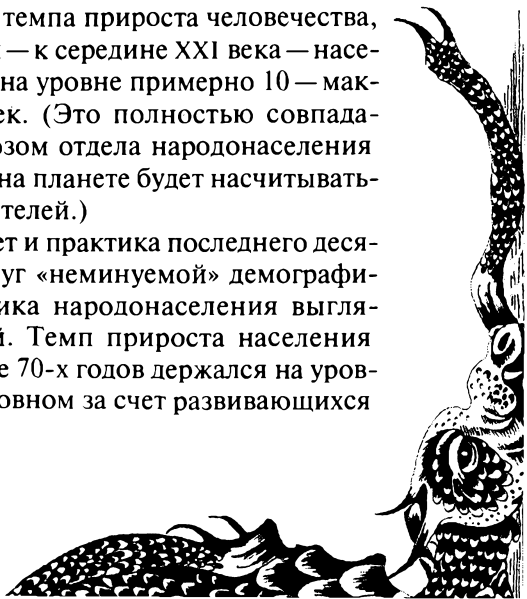 темпа прироста человечества,
— к середине XXI века — насе-
на уровне примерно 10 — мак-
ек. (Это полностью совпада-
озом отдела народонаселения
на планете будет насчитывать-
телей.)
ет и практика последнего деся-
уг «неминуемой» демографи-
ика народонаселения выгля-
й. Темп прироста населения
е 70-х годов держался на уров-
овном за счет развивающихся